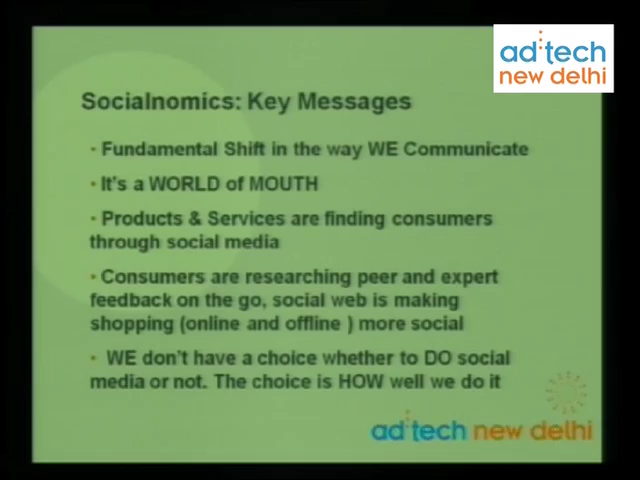 ad:tech
new delhi
Socialnomics: Key Messages
• Fundamental Shift in the way WE Communicate
• It's a WORLD of MOUTH
• Products & Services are finding consumers
through social media
• Consumers are researching peer and expert
feedback on the go, social web is making
shopping (online and offline ) more social
• WE don't have a choice whether to DO social
media or not. The choice is HOW well we do it
ad:tech new delhi